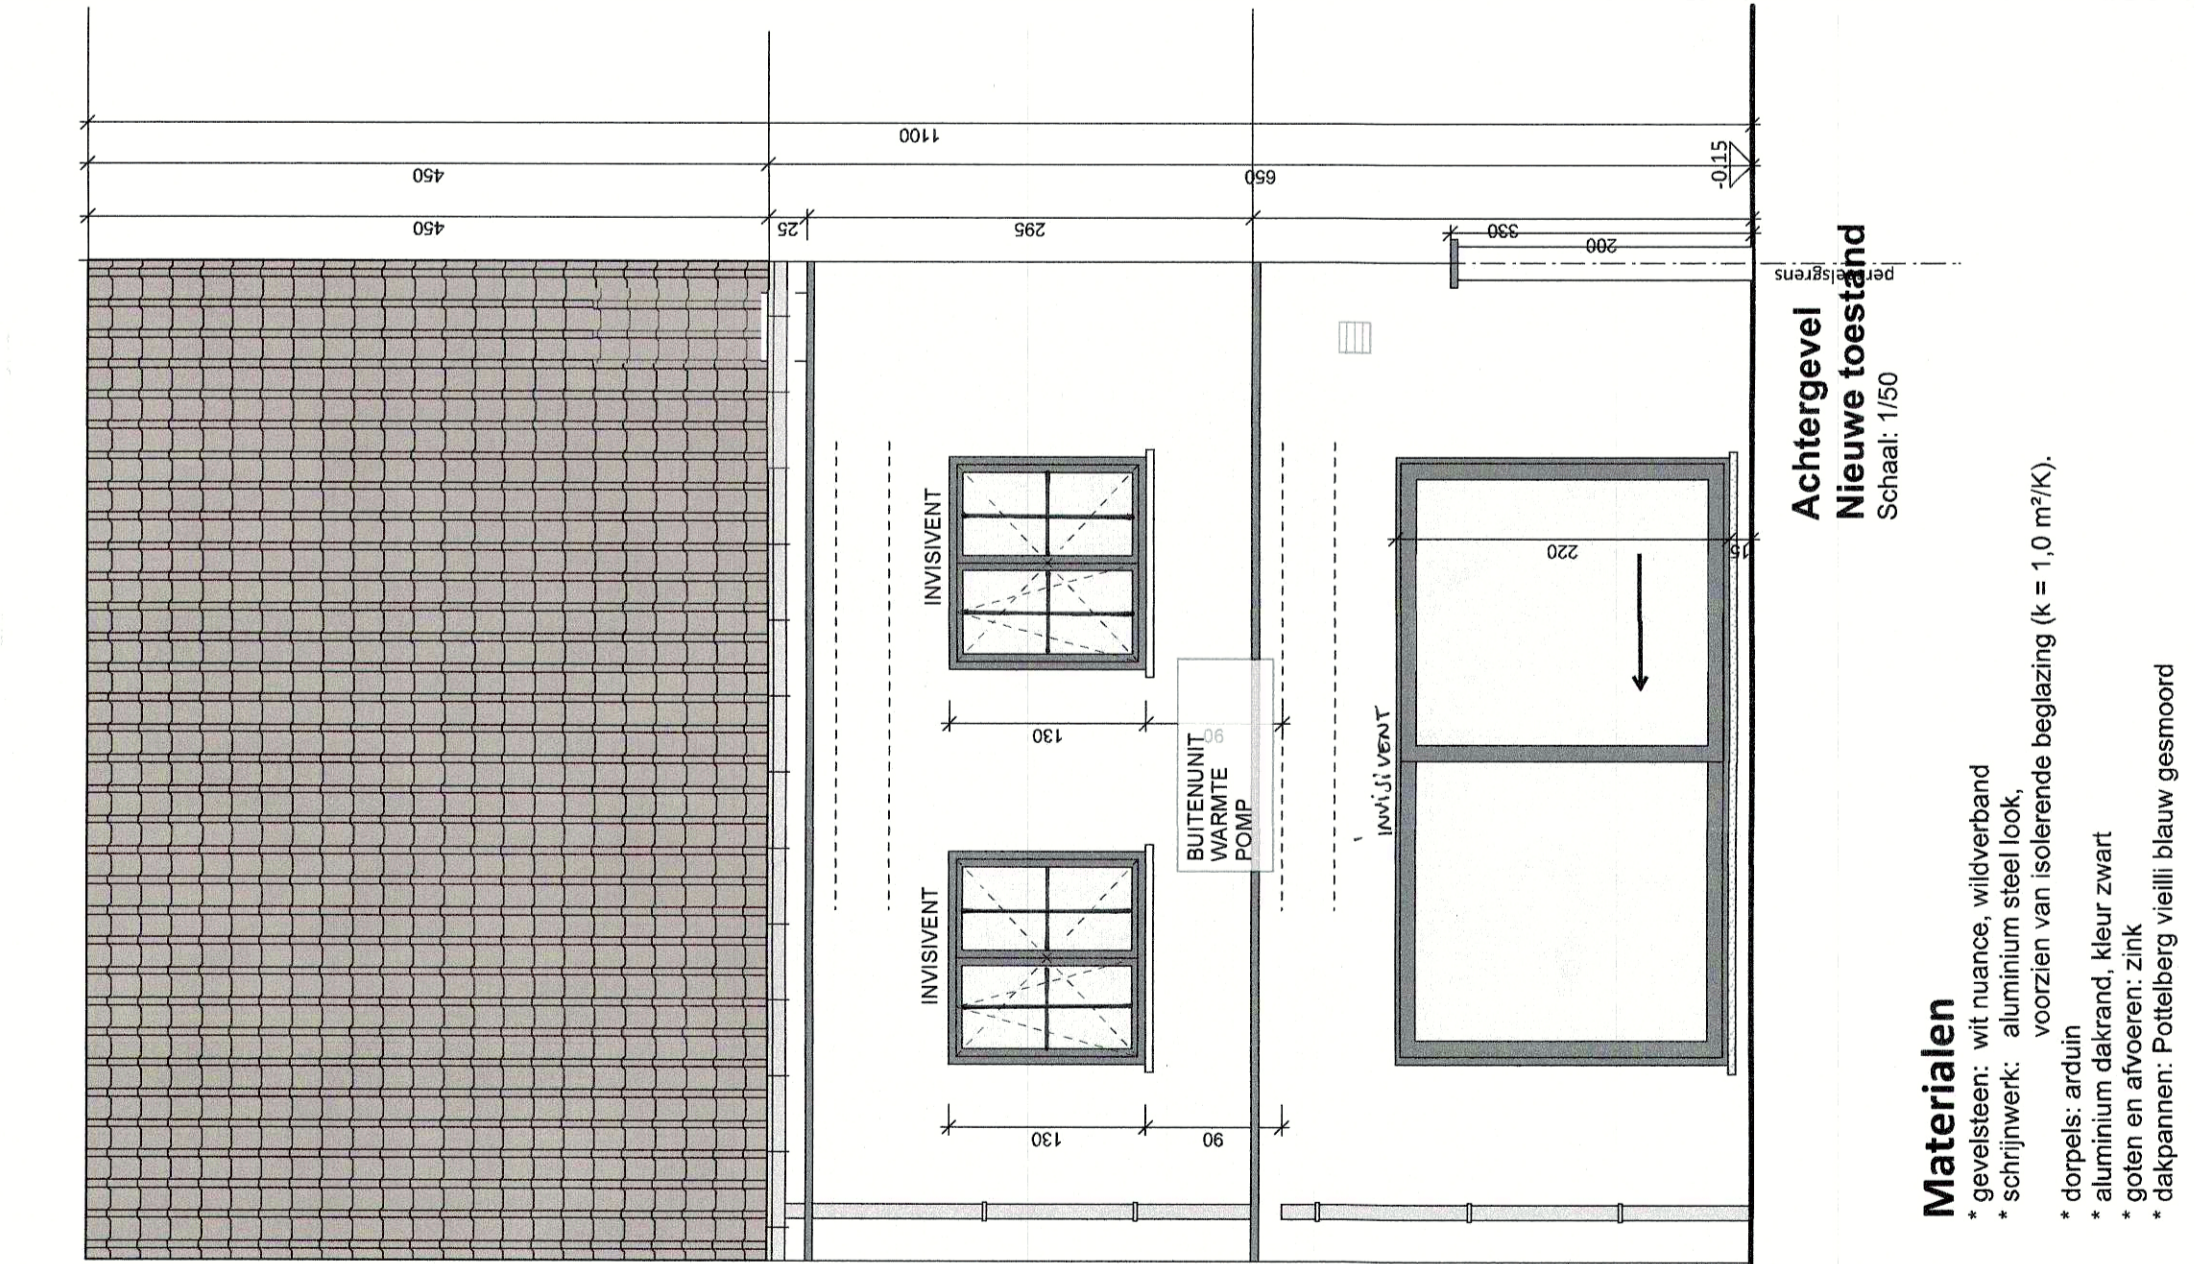 1100
450
650
-0.15
450
25
295
330
200
perceelsgrens
INVISIVENT
INVISIVENT
130
90
130
90
BUITENUNIT
WARMTE
POMP
INVISIVENT
220
15
Achtergevel
Nieuwe toestand
Schaal: 1/50
Materialen
* gevelsteen: wit nuance, wildverband
* schrijnwerk: aluminium steel look,
voorzien van isolerende beglazing (k = 1,0 m²/K).
* dorpels: arduin
* aluminium dakrand, kleur zwart
* goten en afvoeren: zink
* dakpannen: Pottelberg vieilli blauw gesmoord